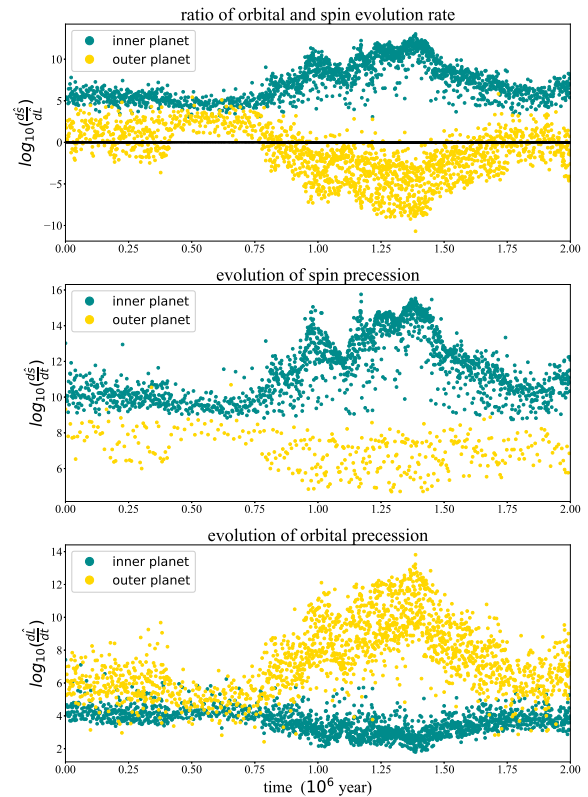 ratio of orbital and spin evolution rate
inner planet
outer planet
10
5
0
−5
−10
log₁₀(dŝ/dL)
0.00 0.25 0.50 0.75 1.00 1.25 1.50 1.75 2.00
evolution of spin precession
16
inner planet
outer planet
14
12
10
8
6
log₁₀(dŝ/dt)
0.00 0.25 0.50 0.75 1.00 1.25 1.50 1.75 2.00
evolution of orbital precession
14
inner planet
outer planet
12
10
8
6
4
2
log₁₀(dL̂/dt)
0.00 0.25 0.50 0.75 1.00 1.25 1.50 1.75 2.00
time (10⁶ year)